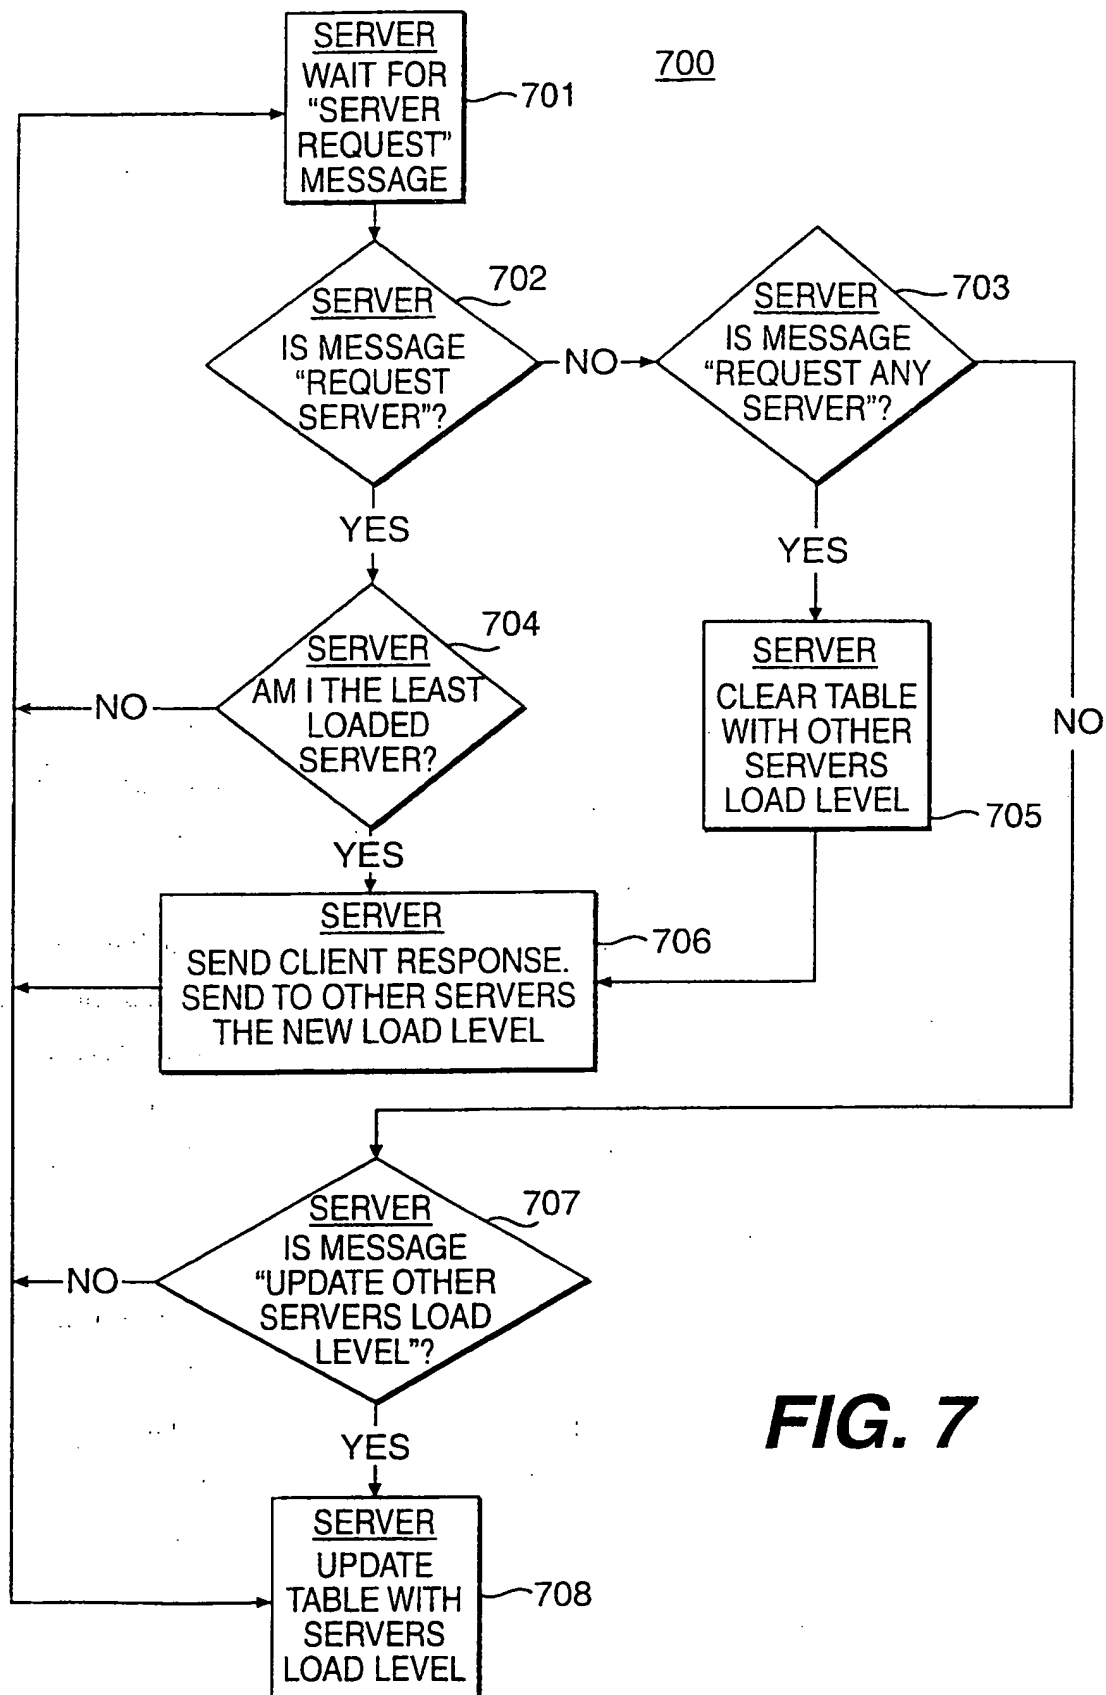 SERVER
WAIT FOR
“SERVER
REQUEST”
MESSAGE
701
700
SERVER
IS MESSAGE
“REQUEST
SERVER”?
702
NO
SERVER
IS MESSAGE
“REQUEST ANY
SERVER”?
703
YES
YES
NO
SERVER
AM I THE LEAST
LOADED
SERVER?
704
NO
SERVER
CLEAR TABLE
WITH OTHER
SERVERS
LOAD LEVEL
705
YES
SERVER
SEND CLIENT RESPONSE.
SEND TO OTHER SERVERS
THE NEW LOAD LEVEL
706
SERVER
IS MESSAGE
“UPDATE OTHER
SERVERS LOAD
LEVEL”?
707
NO
YES
FIG. 7
SERVER
UPDATE
TABLE WITH
SERVERS
LOAD LEVEL
708